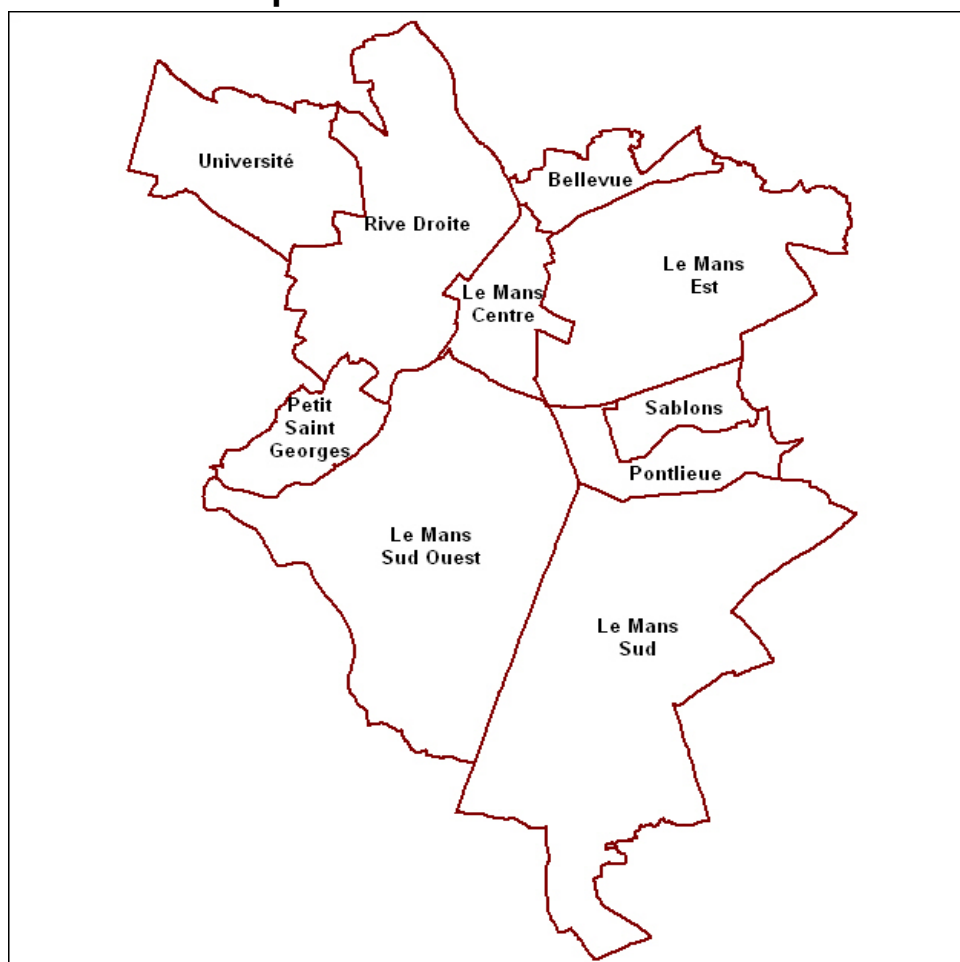 Université
Bellevue
Rive Droite
Le Mans
Est
Le Mans
Centre
Petit
Saint
Georges
Sablons
Pontlieue
Le Mans
Sud Ouest
Le Mans
Sud